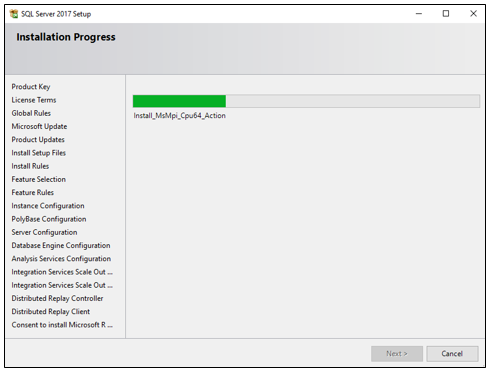 SQL Server 2017 Setup
Installation Progress
Product Key
License Terms
Global Rules
Microsoft Update
Product Updates
Install Setup Files
Install Rules
Feature Selection
Feature Rules
Instance Configuration
PolyBase Configuration
Server Configuration
Database Engine Configuration
Analysis Services Configuration
Integration Services Scale Out ...
Integration Services Scale Out ...
Distributed Replay Controller
Distributed Replay Client
Consent to install Microsoft R ...
Install_MsMpi_Cpu64_Action
Next >
Cancel